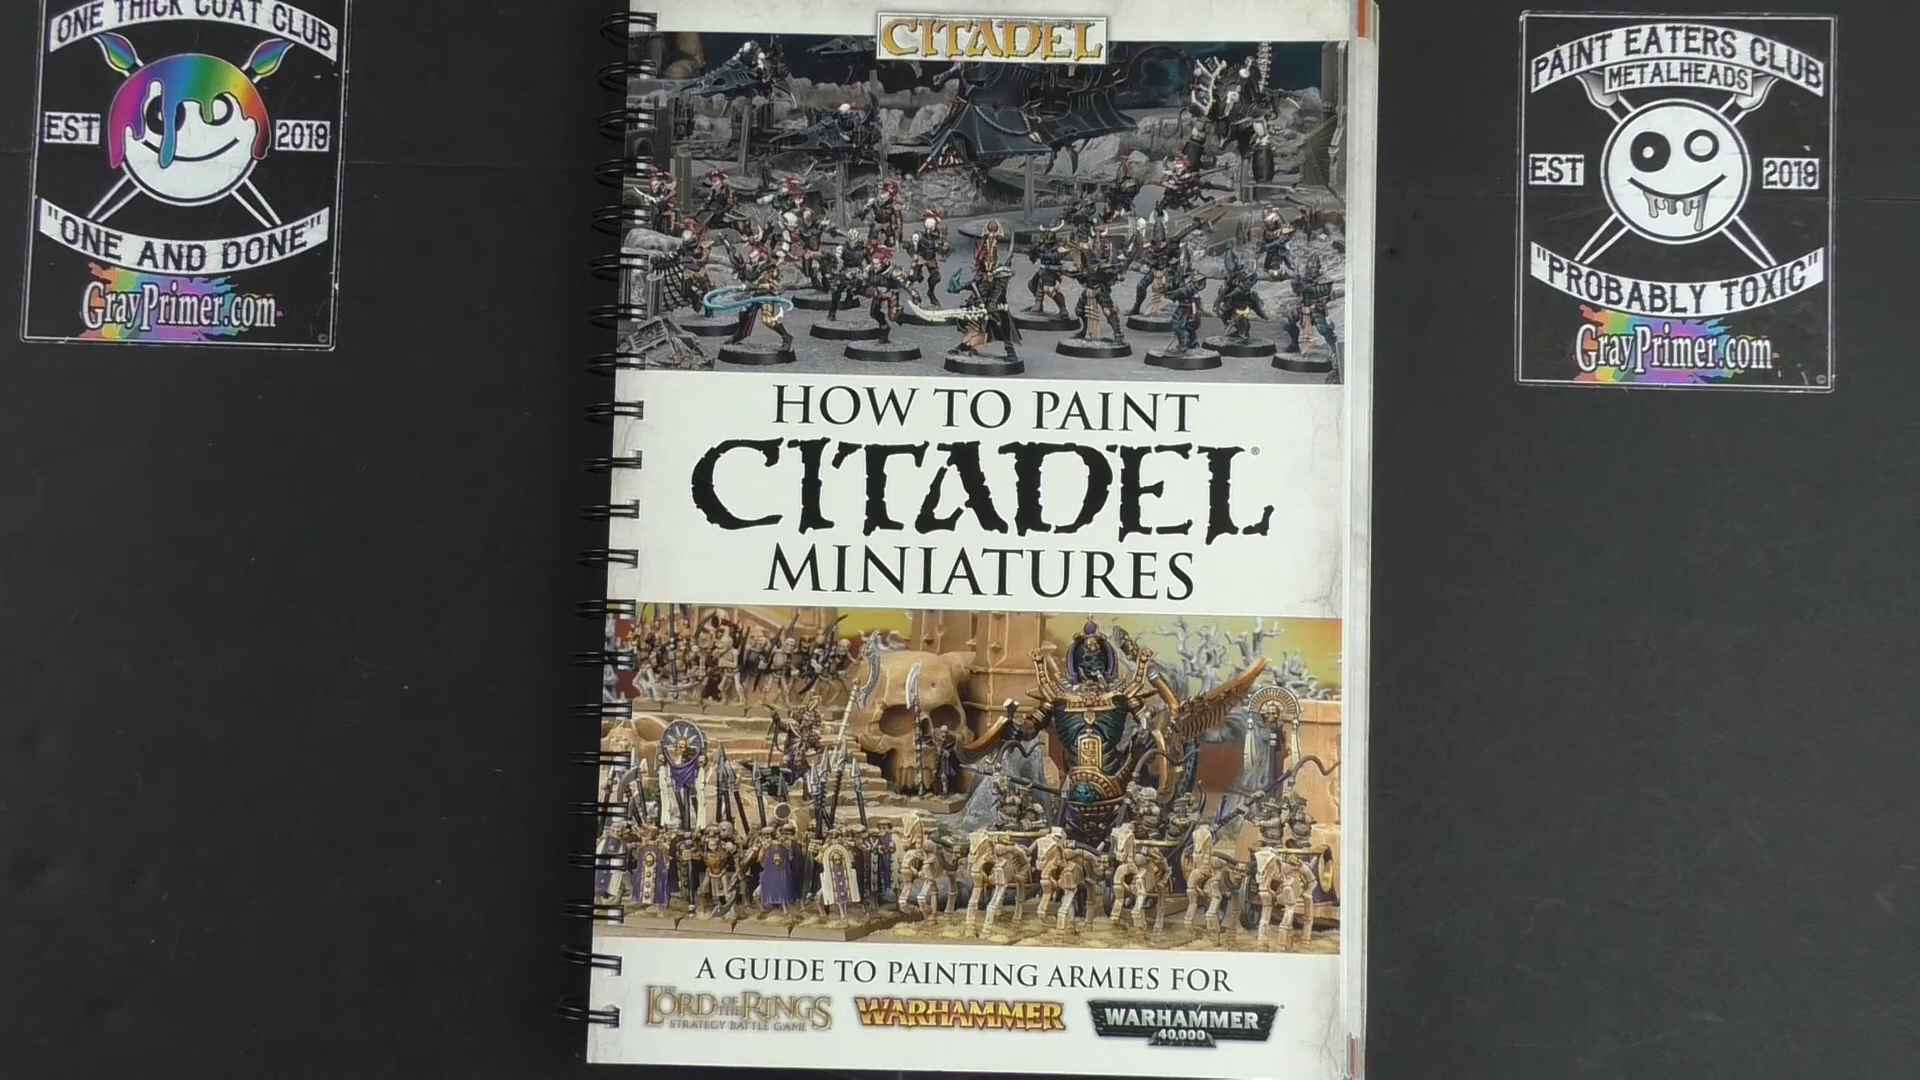 ONE THICK COAT CLUB
EST 2018
"ONE AND DONE"
GrayPrimer.com
CITADEL
HOW TO PAINT
CITADEL®
MINIATURES
A GUIDE TO PAINTING ARMIES FOR
THE LORD OF THE RINGS
STRATEGY BATTLE GAME
WARHAMMER
WARHAMMER
40,000
PAINT EATERS CLUB
METALHEADS
EST 2018
"PROBABLY TOXIC"
GrayPrimer.com